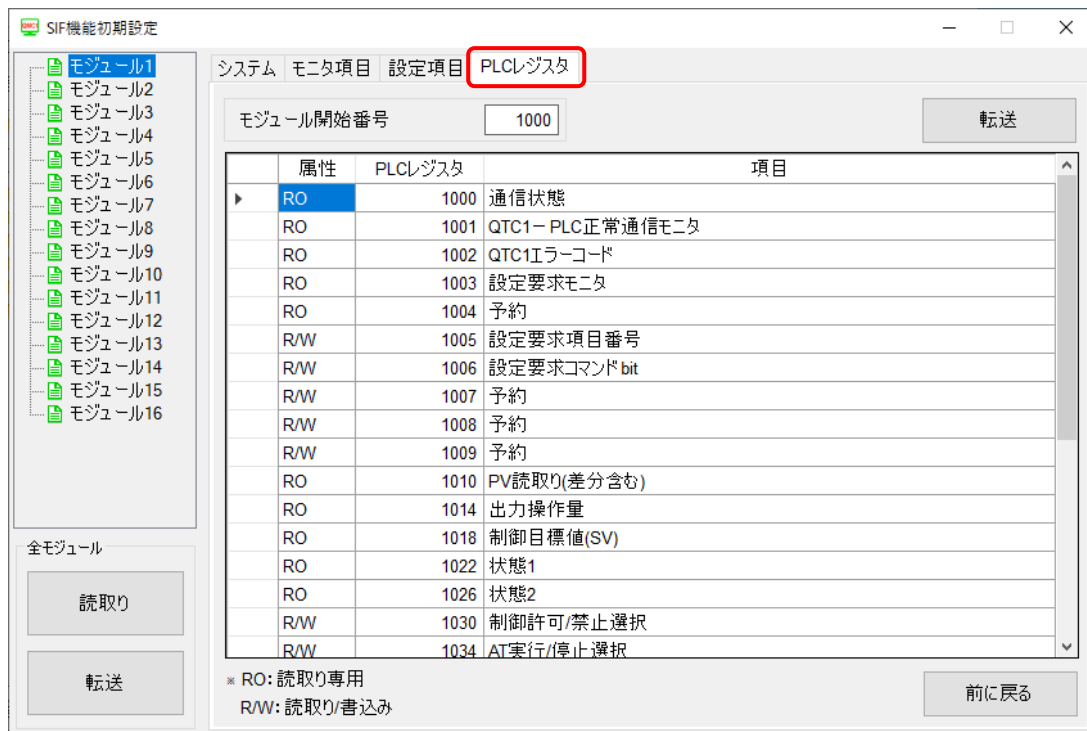 QMC1 SIF機能初期設定
モジュール1
モジュール2
モジュール3
モジュール4
モジュール5
モジュール6
モジュール7
モジュール8
モジュール9
モジュール10
モジュール11
モジュール12
モジュール13
モジュール14
モジュール15
モジュール16
全モジュール
読取り
転送
システム モニタ項目 設定項目 PLCレジスタ
モジュール開始番号 1000 転送
属性 PLCレジスタ 項目
RO 1000 通信状態
RO 1001 QTC1－PLC正常通信モニタ
RO 1002 QTC1エラーコード
RO 1003 設定要求モニタ
RO 1004 予約
R/W 1005 設定要求項目番号
R/W 1006 設定要求コマンドbit
R/W 1007 予約
R/W 1008 予約
R/W 1009 予約
RO 1010 PV読取り(差分含む)
RO 1014 出力操作量
RO 1018 制御目標値(SV)
RO 1022 状態1
RO 1026 状態2
R/W 1030 制御許可/禁止選択
R/W 1034 AT実行/停止選択
※ RO:読取り専用
R/W:読取り/書込み
前に戻る